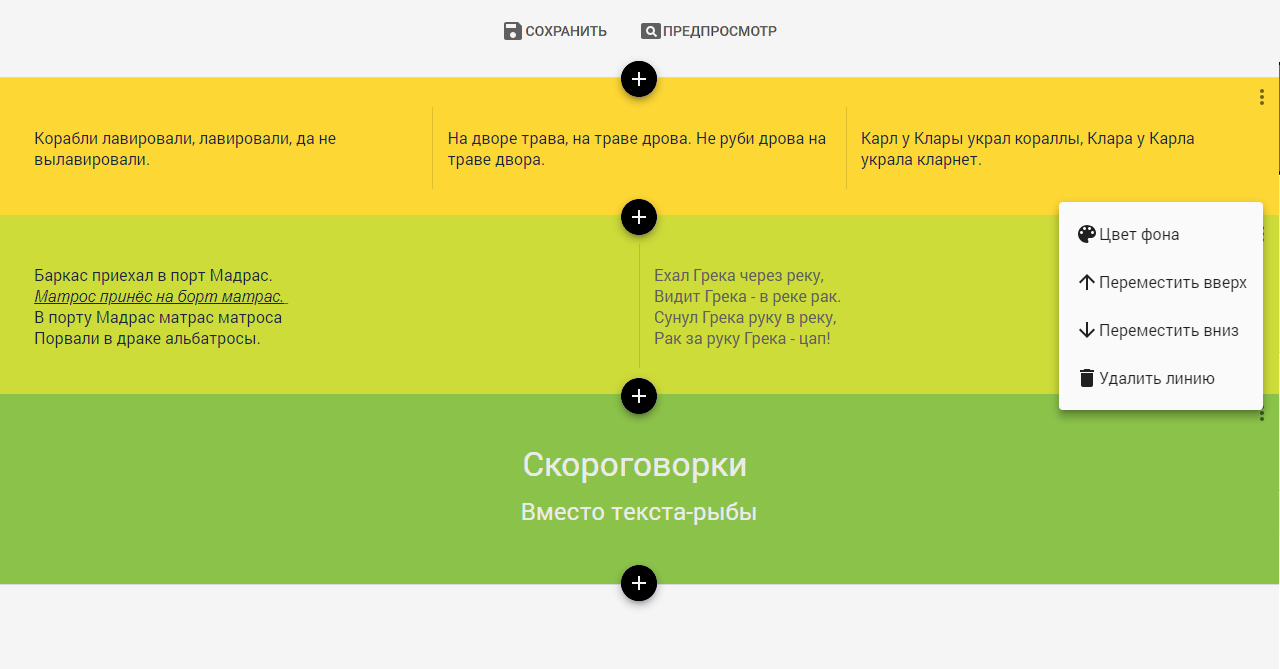 СОХРАНИТЬ ПРЕДПРОСМОТР
Корабли лавировали, лавировали, да не
вылавировали.
На дворе трава, на траве дрова. Не руби дрова на
траве двора.
Карл у Клары украл кораллы, Клара у Карла
украла кларнет.
Баркас приехал в порт Мадрас.
Матрос принёс на борт матрас.
В порту Мадрас матрас матроса
Порвали в драке альбатросы.
Ехал Грека через реку,
Видит Грека - в реке рак.
Сунул Грека руку в реку,
Рак за руку Грека - цап!
Цвет фона
Переместить вверх
Переместить вниз
Удалить линию
Скороговорки
Вместо текста-рыбы